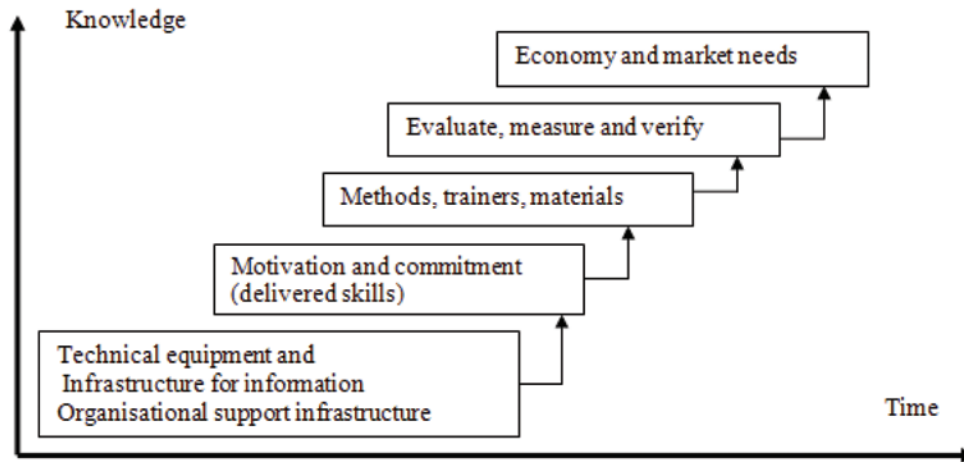 Knowledge
Economy and market needs
Evaluate, measure and verify
Methods, trainers, materials
Motivation and commitment
(delivered skills)
Technical equipment and
Infrastructure for information
Organisational support infrastructure
Time